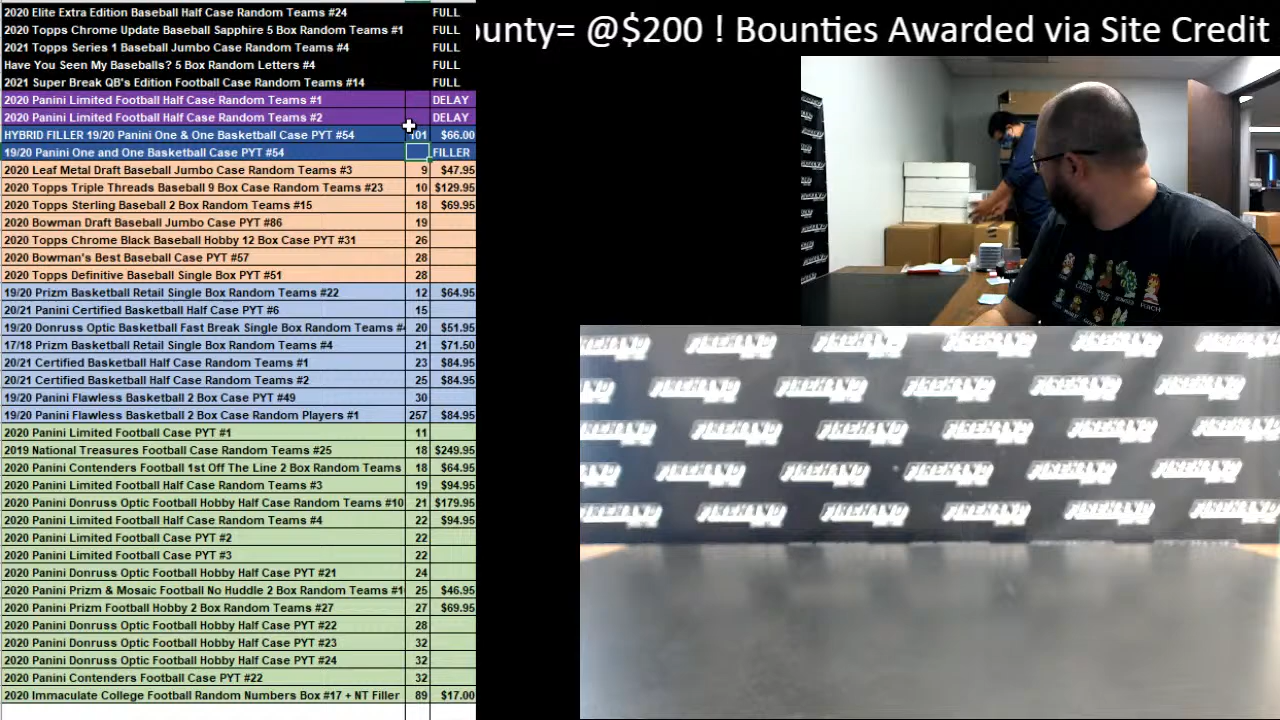 ounty= @$200 ! Bounties Awarded via Site Credit
2020 Elite Extra Edition Baseball Half Case Random Teams #24 FULL
2020 Topps Chrome Update Baseball Sapphire 5 Box Random Teams #1 FULL
2021 Topps Series 1 Baseball Jumbo Case Random Teams #4 FULL
Have You Seen My Baseballs? 5 Box Random Letters #4 FULL
2021 Super Break QB's Edition Football Case Random Teams #14 FULL
2020 Panini Limited Football Half Case Random Teams #1 DELAY
2020 Panini Limited Football Half Case Random Teams #2 DELAY
HYBRID FILLER 19/20 Panini One & One Basketball Case PYT #54 101 $66.00
19/20 Panini One and One Basketball Case PYT #54 FILLER
2020 Leaf Metal Draft Baseball Jumbo Case Random Teams #3 9 $47.95
2020 Topps Triple Threads Baseball 9 Box Case Random Teams #23 10 $129.95
2020 Topps Sterling Baseball 2 Box Random Teams #15 18 $69.95
2020 Bowman Draft Baseball Jumbo Case PYT #86 19
2020 Topps Chrome Black Baseball Hobby 12 Box Case PYT #31 26
2020 Bowman's Best Baseball Case PYT #57 28
2020 Topps Definitive Baseball Single Box PYT #51 28
19/20 Prizm Basketball Retail Single Box Random Teams #22 12 $64.95
20/21 Panini Certified Basketball Half Case PYT #6 15
19/20 Donruss Optic Basketball Fast Break Single Box Random Teams # 20 $51.95
17/18 Prizm Basketball Retail Single Box Random Teams #4 21 $71.50
20/21 Certified Basketball Half Case Random Teams #1 23 $84.95
20/21 Certified Basketball Half Case Random Teams #2 25 $84.95
19/20 Panini Flawless Basketball 2 Box Case PYT #49 30
19/20 Panini Flawless Basketball 2 Box Case Random Players #1 257 $84.95
2020 Panini Limited Football Case PYT #1 11
2019 National Treasures Football Case Random Teams #25 18 $249.95
2020 Panini Contenders Football 1st Off The Line 2 Box Random Teams 18 $64.95
2020 Panini Limited Football Half Case Random Teams #3 19 $94.95
2020 Panini Donruss Optic Football Hobby Half Case Random Teams #10 21 $179.95
2020 Panini Limited Football Half Case Random Teams #4 22 $94.95
2020 Panini Limited Football Half Case PYT #2 22
2020 Panini Limited Football Half Case PYT #3 22
2020 Panini Donruss Optic Football Hobby Half Case PYT #21 24
2020 Panini Prizm & Mosaic Football No Huddle 2 Box Random Teams #1 25 $46.95
2020 Panini Prizm Football Hobby 2 Box Random Teams #27 27 $69.95
2020 Panini Donruss Optic Football Hobby Half Case PYT #22 28
2020 Panini Donruss Optic Football Hobby Half Case PYT #23 32
2020 Panini Donruss Optic Football Hobby Half Case PYT #24 32
2020 Panini Contenders Football Case PYT #22 32
2020 Immaculate College Football Random Numbers Box #17 + NT Filler 89 $17.00